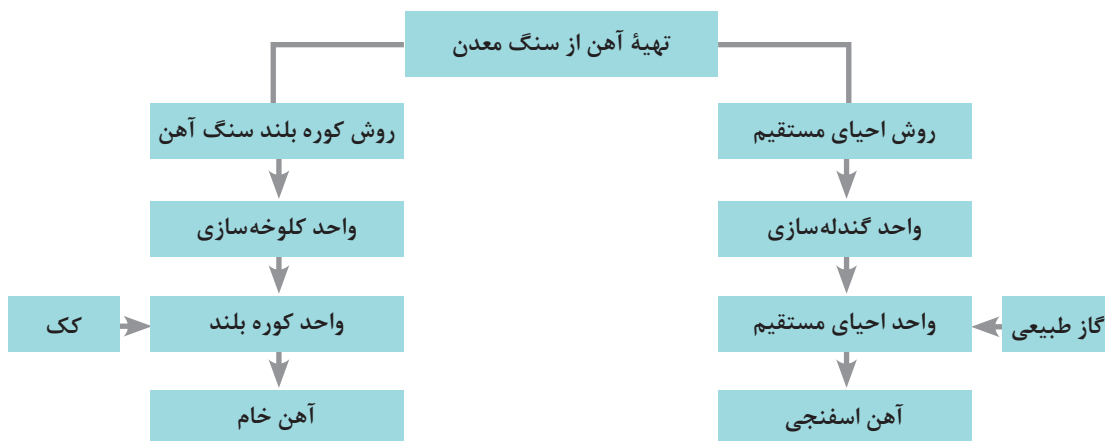 تهیهٔ آهن از سنگ معدن
روش احیای مستقیم
روش کوره بلند سنگ آهن
واحد گندله‌سازی
واحد کلوخه‌سازی
گاز طبیعی
واحد احیای مستقیم
واحد کوره بلند
کک
آهن اسفنجی
آهن خام